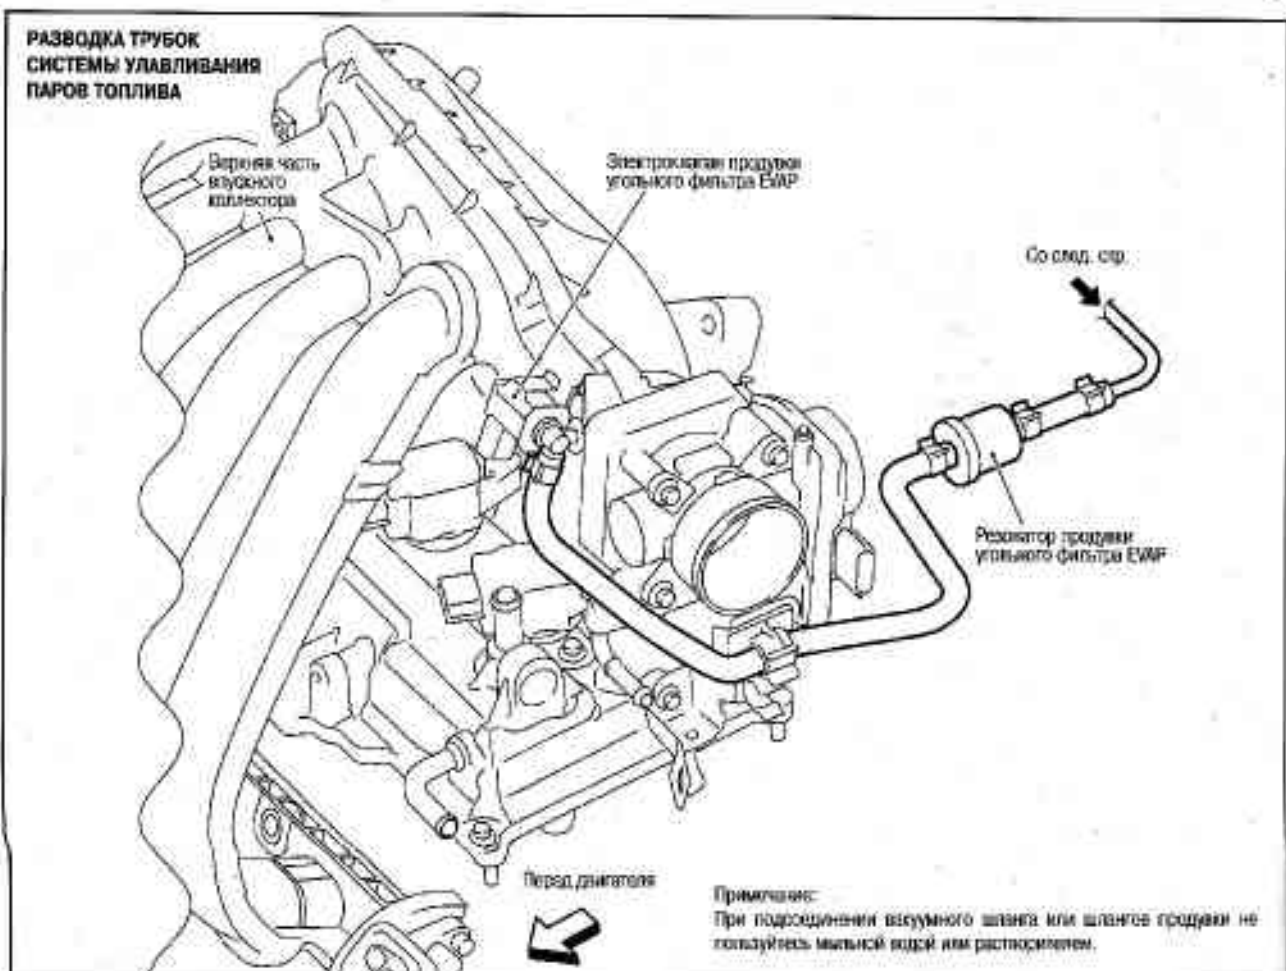 РАЗВОДКА ТРУБОК
СИСТЕМЫ УЛАВЛИВАНИЯ
ПАРОВ ТОПЛИВА
Верхняя часть
впускного
коллектора
Электроклапан продувки
угольного фильтра EVAP
Со след. стр.
Резонатор продувки
угольного фильтра EVAP
Перед двигателя
Примечание:
При подсоединении вакуумного шланга или шлангов продувки не
пользуйтесь мыльной водой или растворителем.